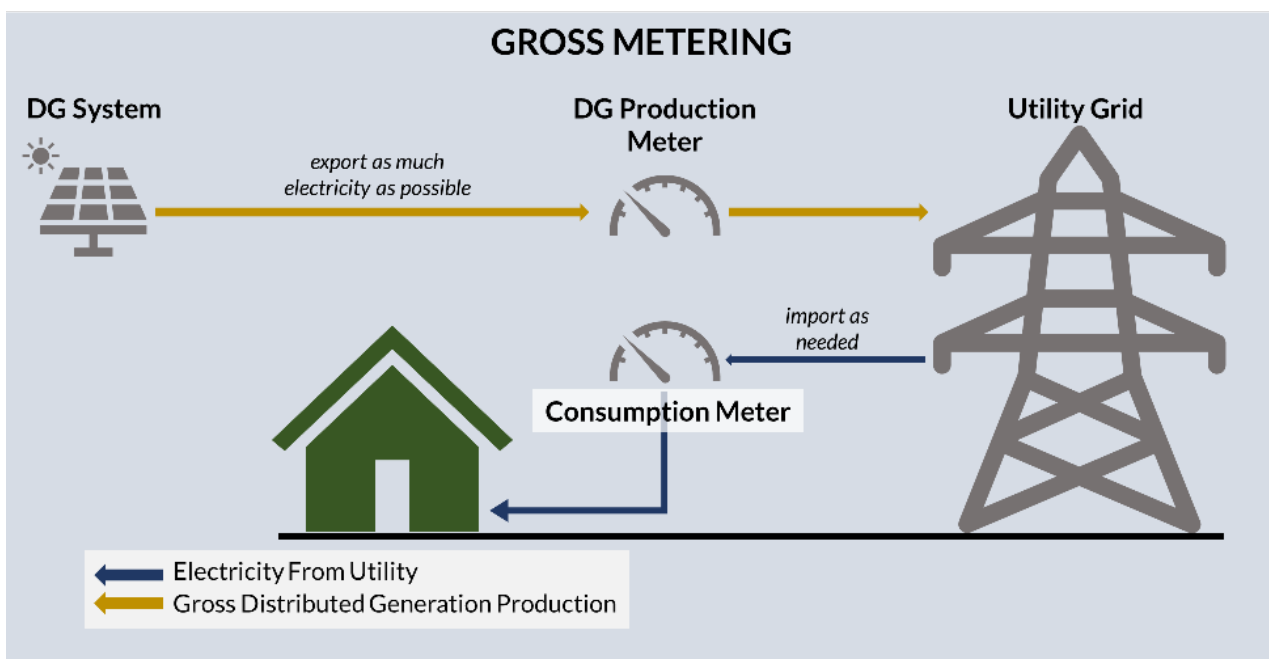 GROSS METERING
DG System
DG Production
Meter
Utility Grid
export as much
electricity as possible
import as
needed
Consumption Meter
Electricity From Utility
Gross Distributed Generation Production